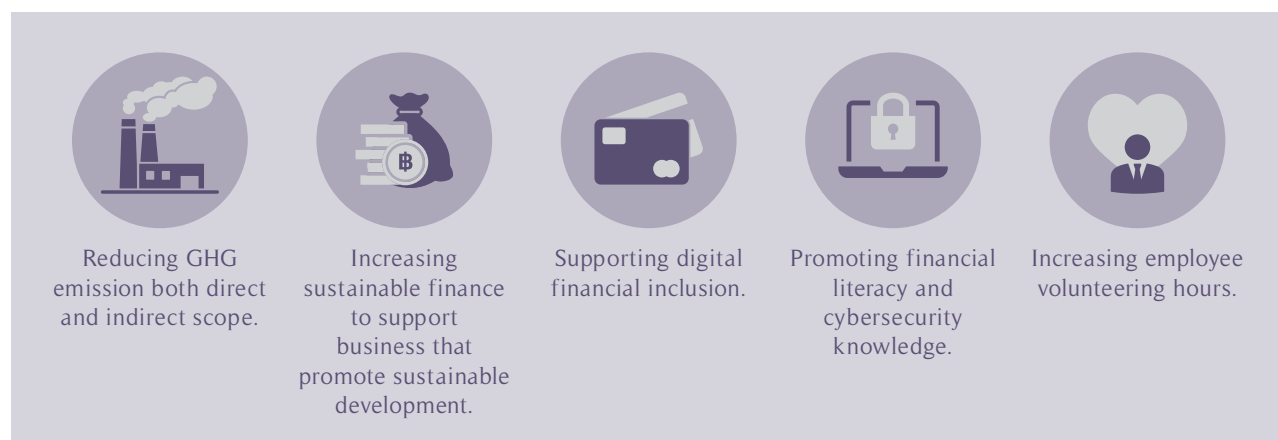 Reducing GHG
emission both direct
and indirect scope.
Increasing
sustainable finance
to support
business that
promote sustainable
development.
Supporting digital
financial inclusion.
Promoting financial
literacy and
cybersecurity
knowledge.
Increasing employee
volunteering hours.